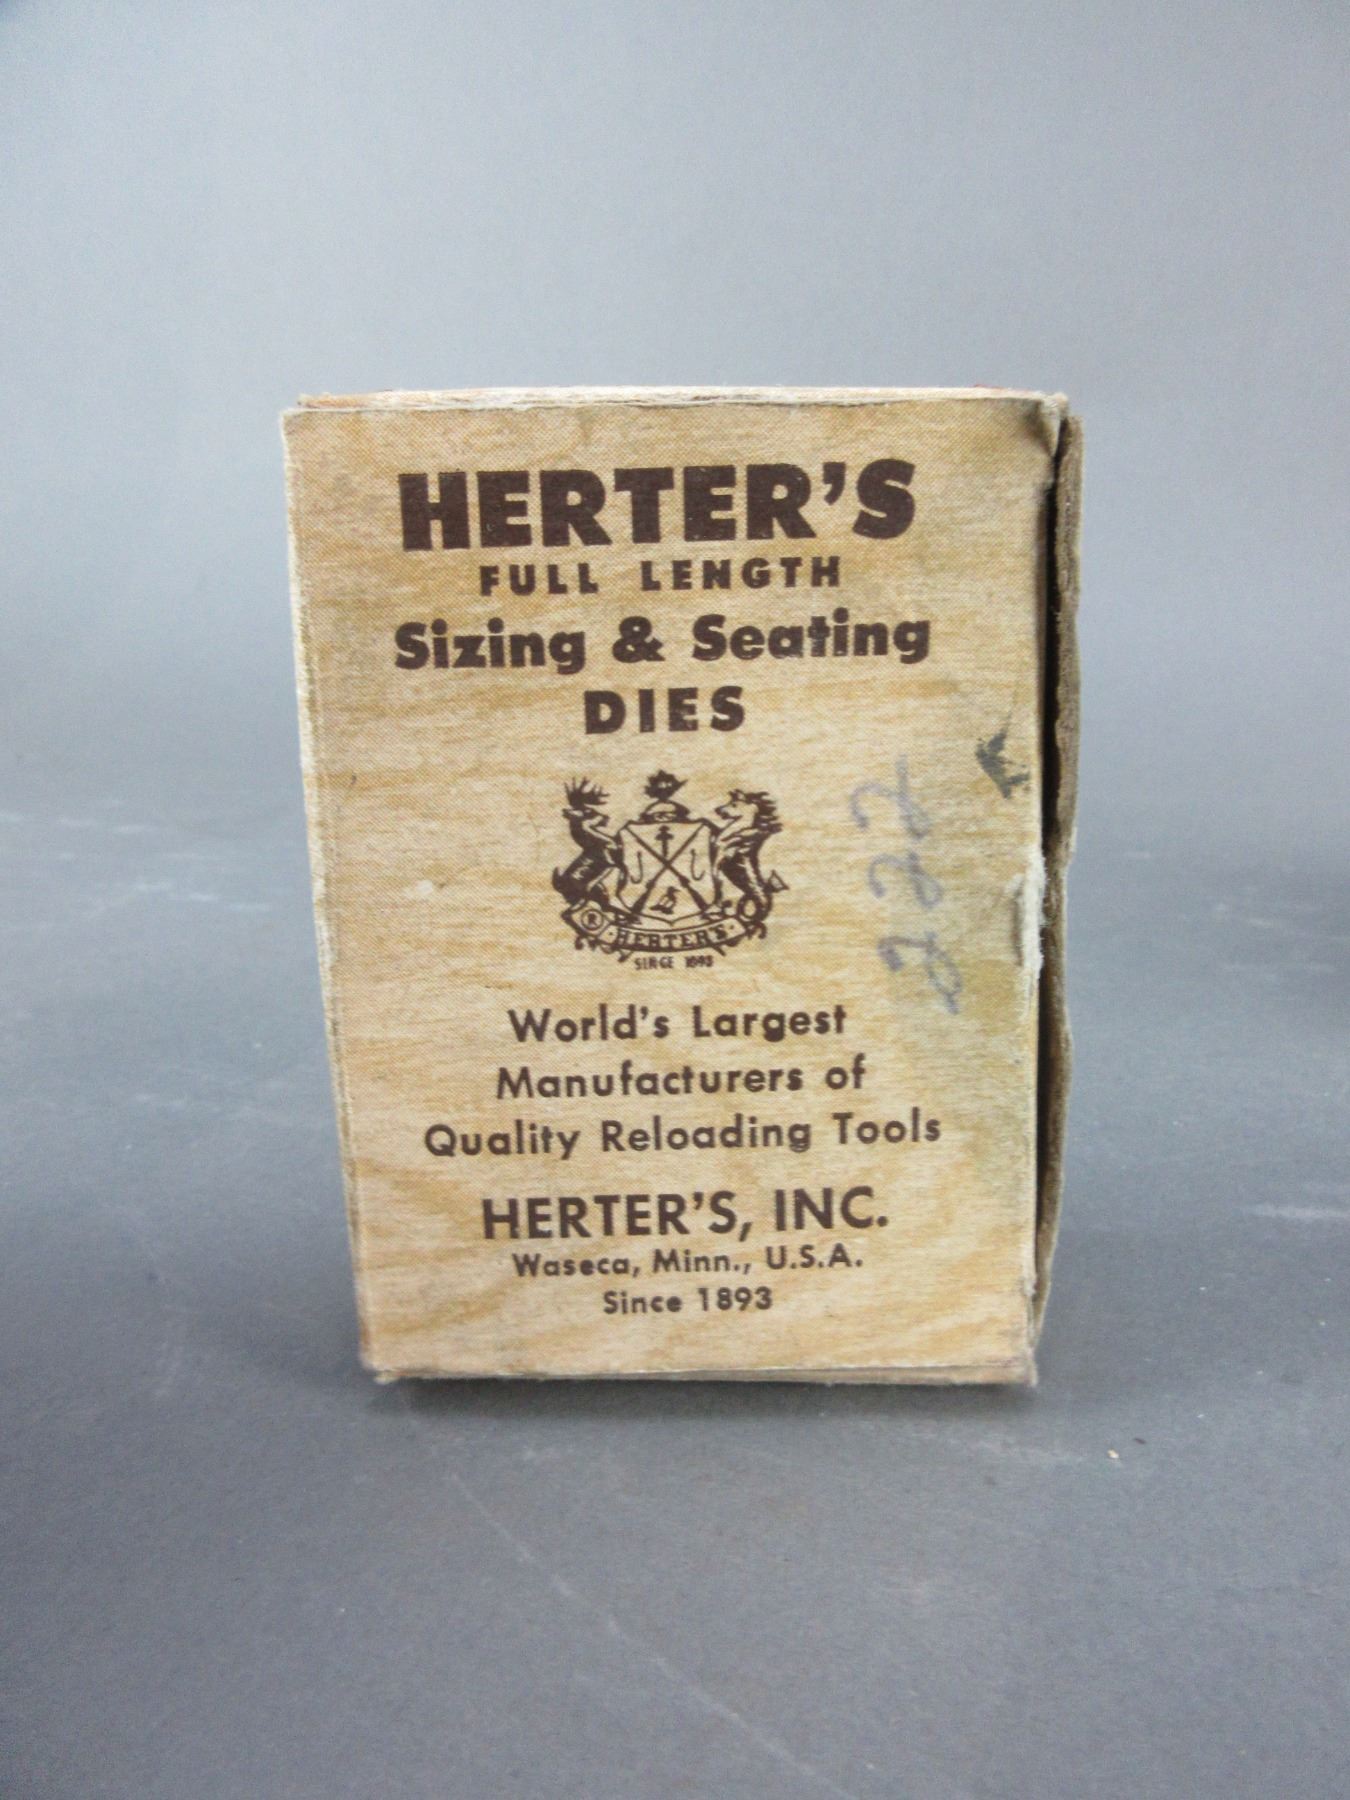 HERTER'S
FULL LENGTH
Sizing & Seating
DIES
222
®
HERTER'S
SINCE 1893
World's Largest
Manufacturers of
Quality Reloading Tools
HERTER'S, INC.
Waseca, Minn., U.S.A.
Since 1893